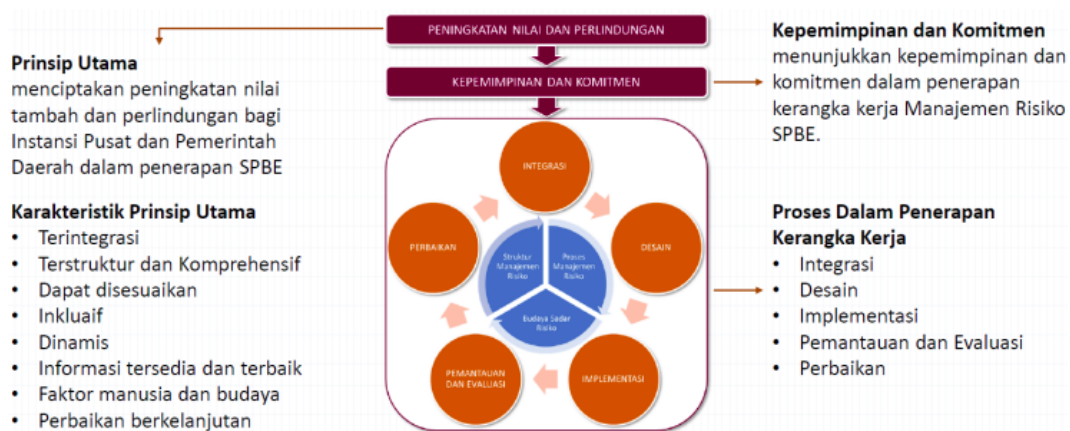 PENINGKATAN NILAI DAN PERLINDUNGAN
KEPEMIMPINAN DAN KOMITMEN
Prinsip Utama
menciptakan peningkatan nilai
tambah dan perlindungan bagi
Instansi Pusat dan Pemerintah
Daerah dalam penerapan SPBE
Karakteristik Prinsip Utama
• Terintegrasi
• Terstruktur dan Komprehensif
• Dapat disesuaikan
• Inkluaif
• Dinamis
• Informasi tersedia dan terbaik
• Faktor manusia dan budaya
• Perbaikan berkelanjutan
INTEGRASI
DESAIN
IMPLEMENTASI
PEMANTAUAN
DAN EVALUASI
PERBAIKAN
Struktur
Manajemen
Risiko
Proses
Manajemen
Risiko
Budaya Sadar
Risiko
Kepemimpinan dan Komitmen
menunjukkan kepemimpinan dan
komitmen dalam penerapan
kerangka kerja Manajemen Risiko
SPBE.
Proses Dalam Penerapan
Kerangka Kerja
• Integrasi
• Desain
• Implementasi
• Pemantauan dan Evaluasi
• Perbaikan